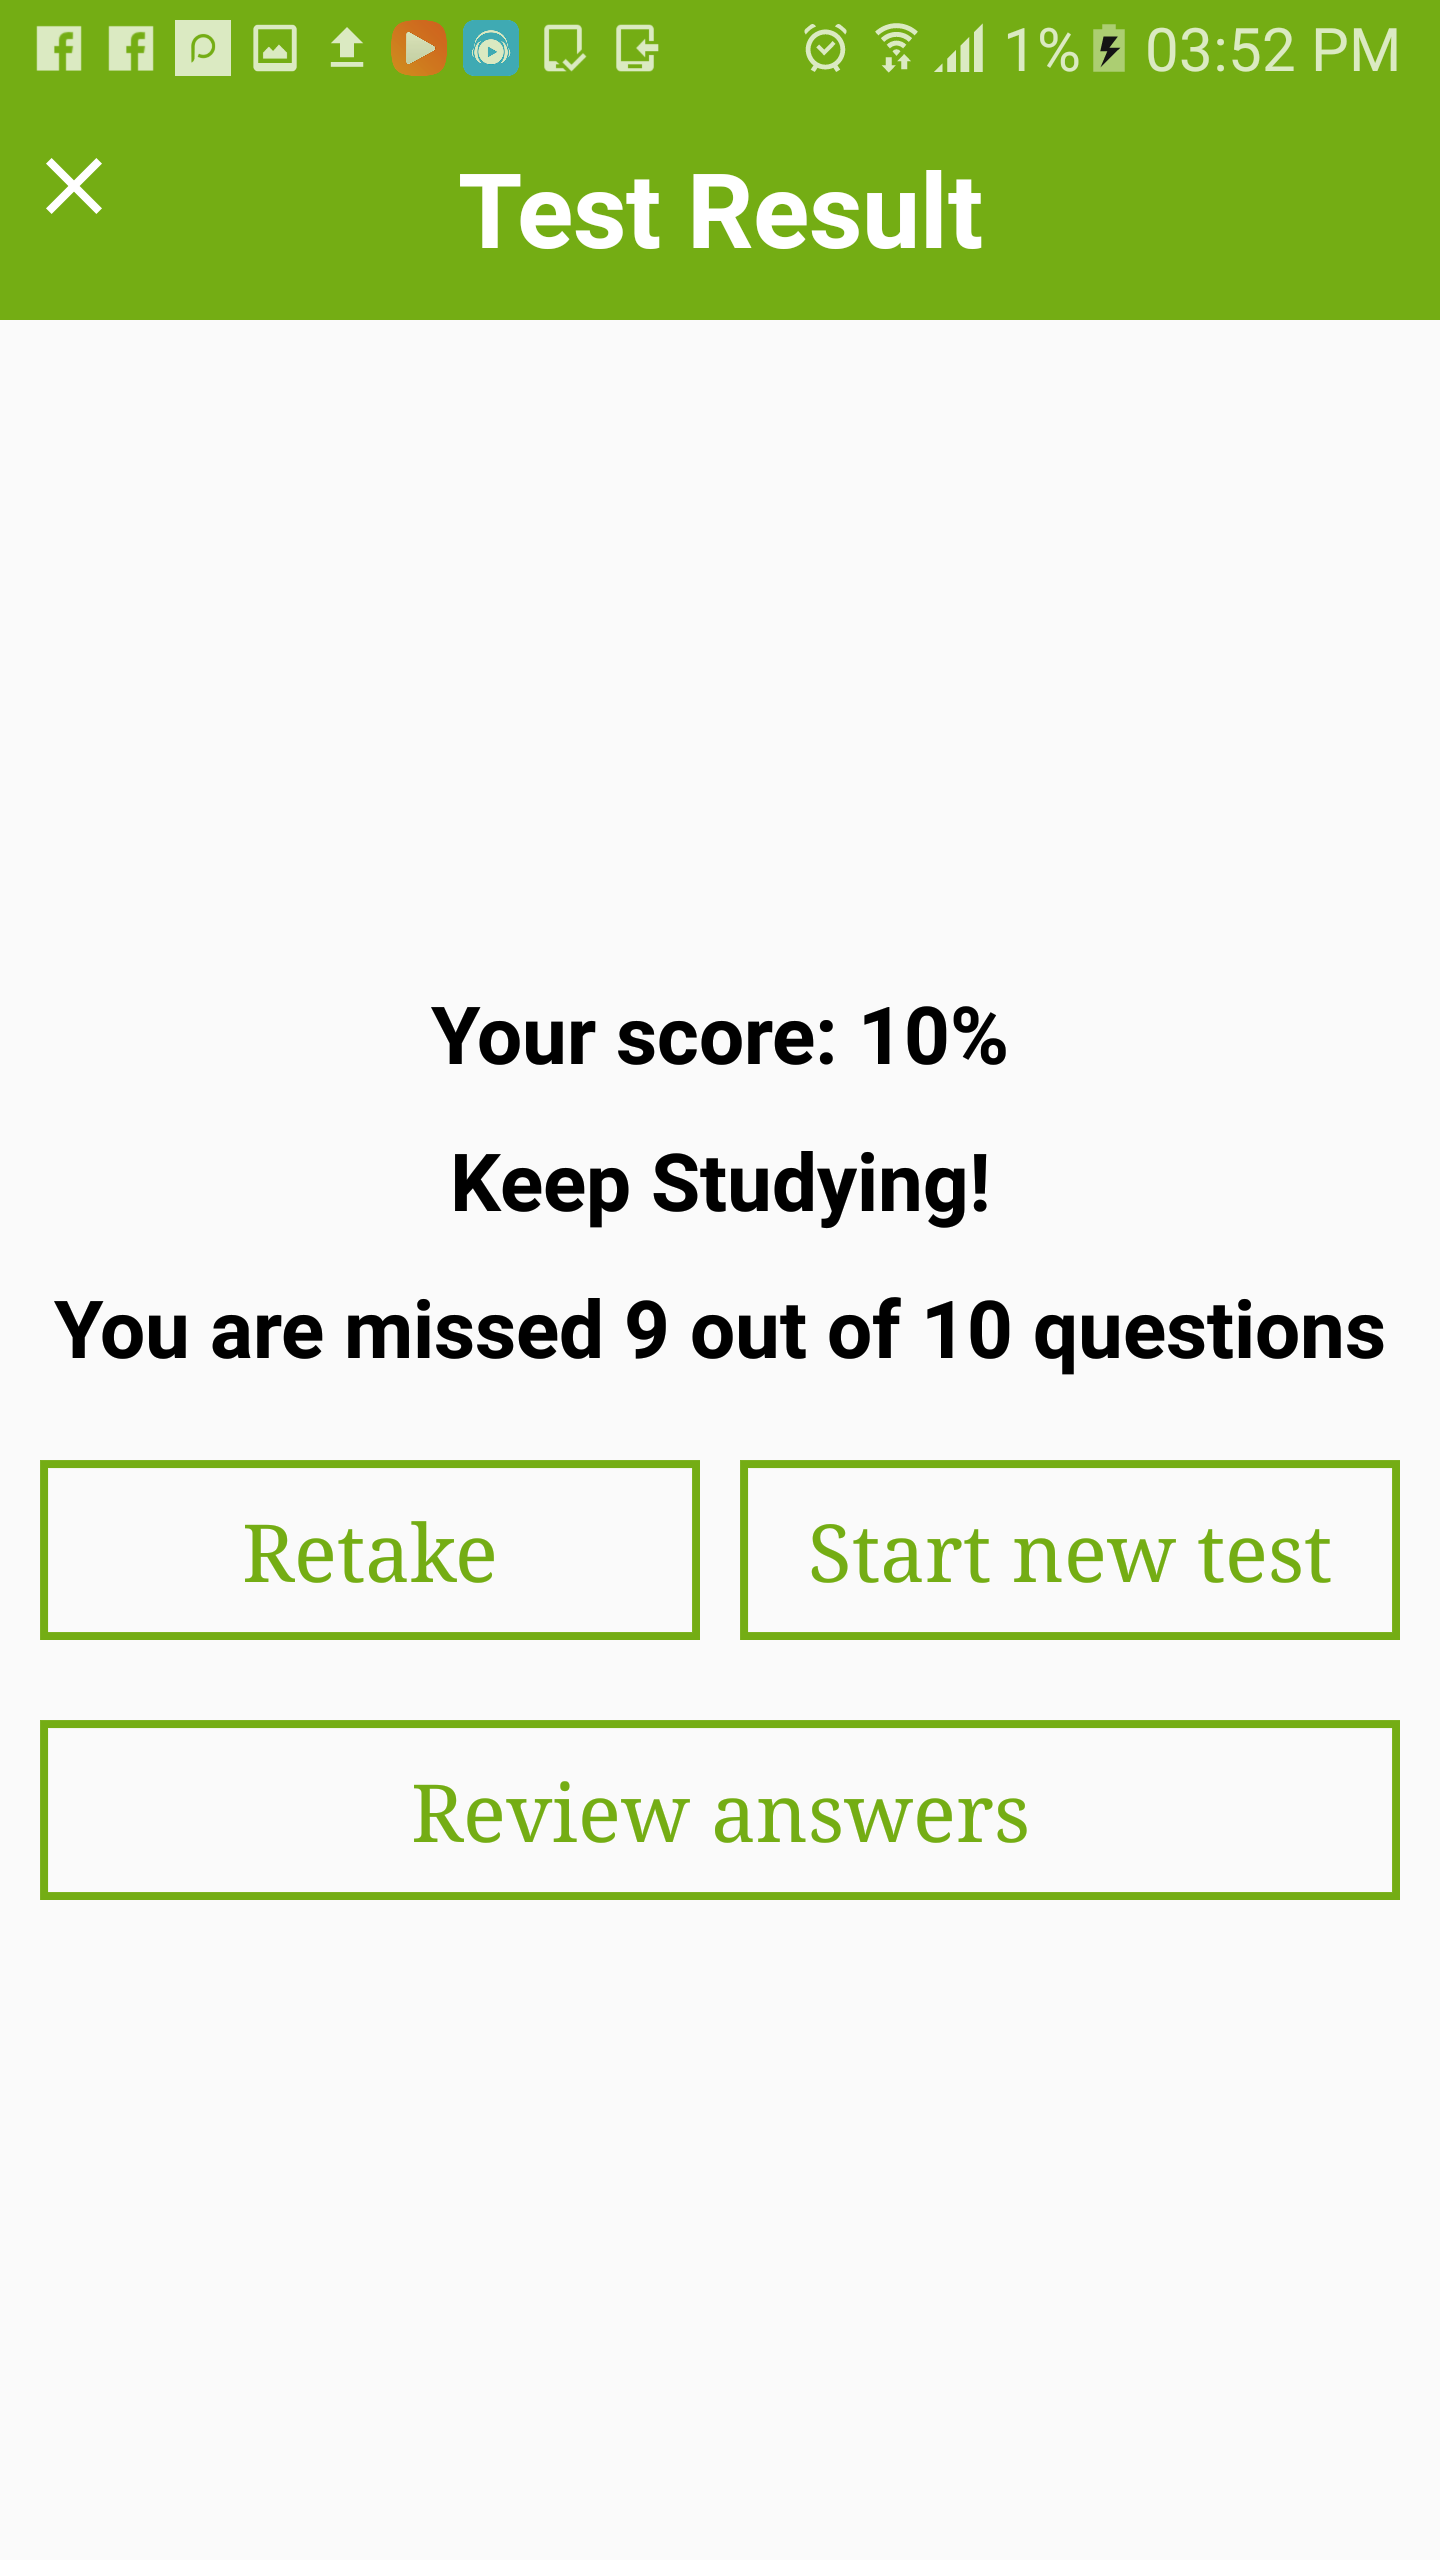 1% 03:52 PM
Test Result
Your score: 10%
Keep Studying!
You are missed 9 out of 10 questions
Retake
Start new test
Review answers